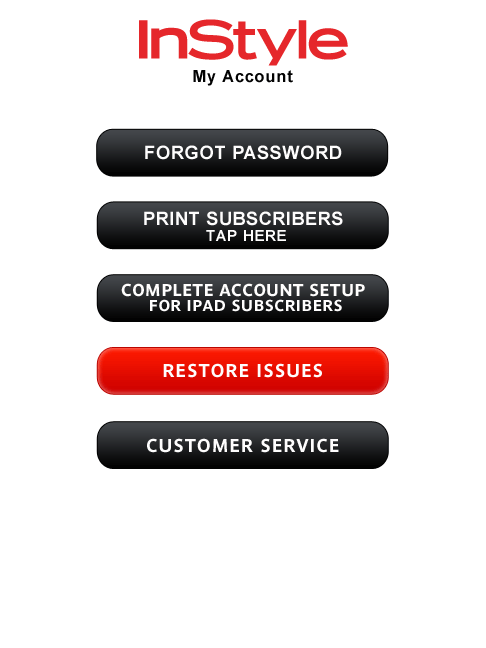 InStyle
My Account
FORGOT PASSWORD
PRINT SUBSCRIBERS
TAP HERE
COMPLETE ACCOUNT SETUP
FOR IPAD SUBSCRIBERS
RESTORE ISSUES
CUSTOMER SERVICE